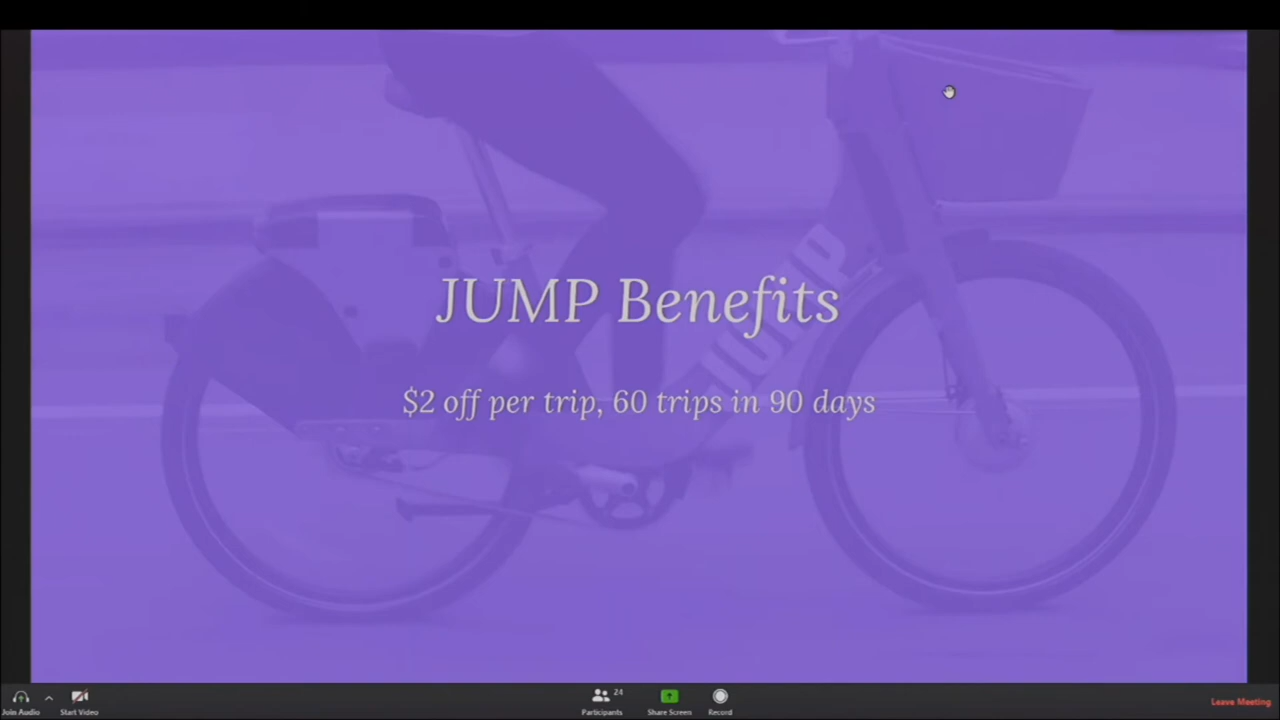 JUMP
JUMP Benefits
$2 off per trip, 60 trips in 90 days
24
Join Audio
Start Video
Participants
Share Screen
Record
Leave Meeting